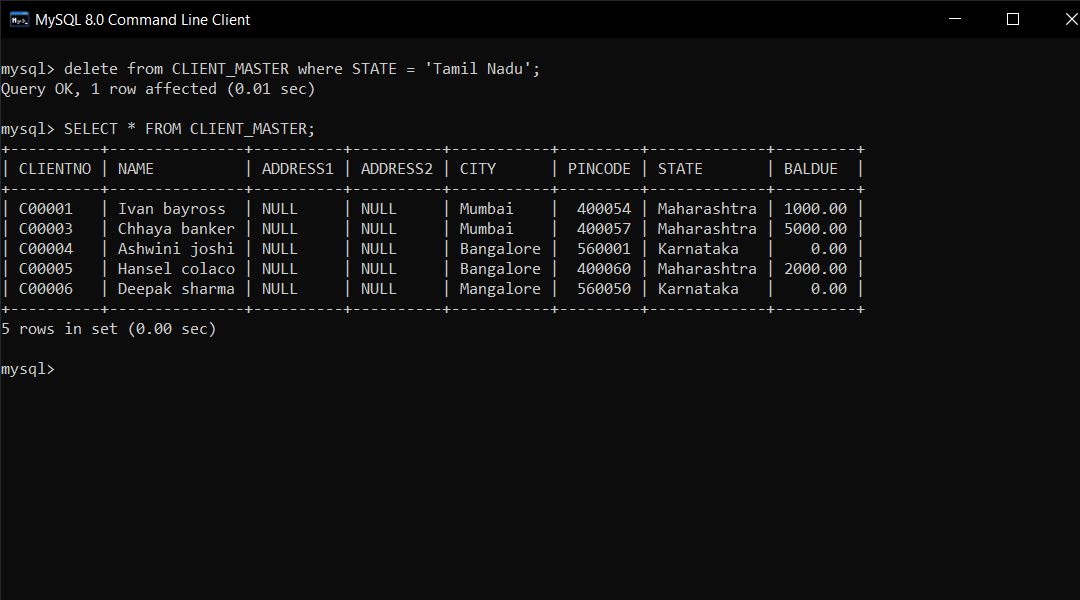 MySQL 8.0 Command Line Client
mysql> delete from CLIENT_MASTER where STATE = 'Tamil Nadu';
Query OK, 1 row affected (0.01 sec)
mysql> SELECT * FROM CLIENT_MASTER;
+----------+---------------+----------+----------+-----------+---------+-------------+---------+
| CLIENTNO | NAME          | ADDRESS1 | ADDRESS2 | CITY      | PINCODE | STATE       | BALDUE  |
+----------+---------------+----------+----------+-----------+---------+-------------+---------+
| C00001   | Ivan bayross  | NULL     | NULL     | Mumbai    |  400054 | Maharashtra | 1000.00 |
| C00003   | Chhaya banker | NULL     | NULL     | Mumbai    |  400057 | Maharashtra | 5000.00 |
| C00004   | Ashwini joshi | NULL     | NULL     | Bangalore |  560001 | Karnataka   |    0.00 |
| C00005   | Hansel colaco | NULL     | NULL     | Bangalore |  400060 | Maharashtra | 2000.00 |
| C00006   | Deepak sharma | NULL     | NULL     | Mangalore |  560050 | Karnataka   |    0.00 |
+----------+---------------+----------+----------+-----------+---------+-------------+---------+
5 rows in set (0.00 sec)
mysql>